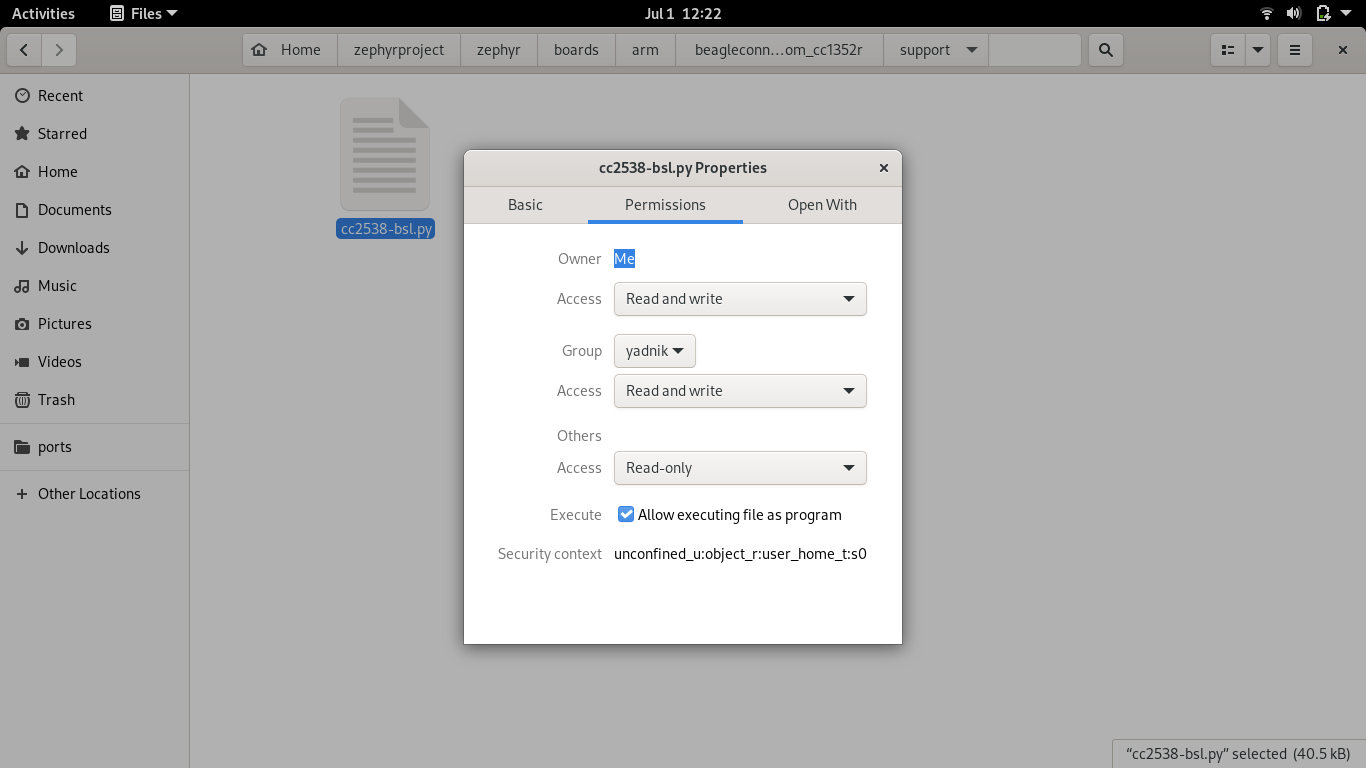 Activities Files Jul 1 12:22
Home zephyrproject zephyr boards arm beagleconn...om_cc1352r support
Recent
Starred
Home
Documents
Downloads
Music
Pictures
Videos
Trash
ports
Other Locations
cc2538-bsl.py
cc2538-bsl.py Properties
Basic Permissions Open With
Owner Me
Access Read and write
Group yadnik
Access Read and write
Others
Access Read-only
Execute Allow executing file as program
Security context unconfined_u:object_r:user_home_t:s0
“cc2538-bsl.py” selected (40.5 kB)